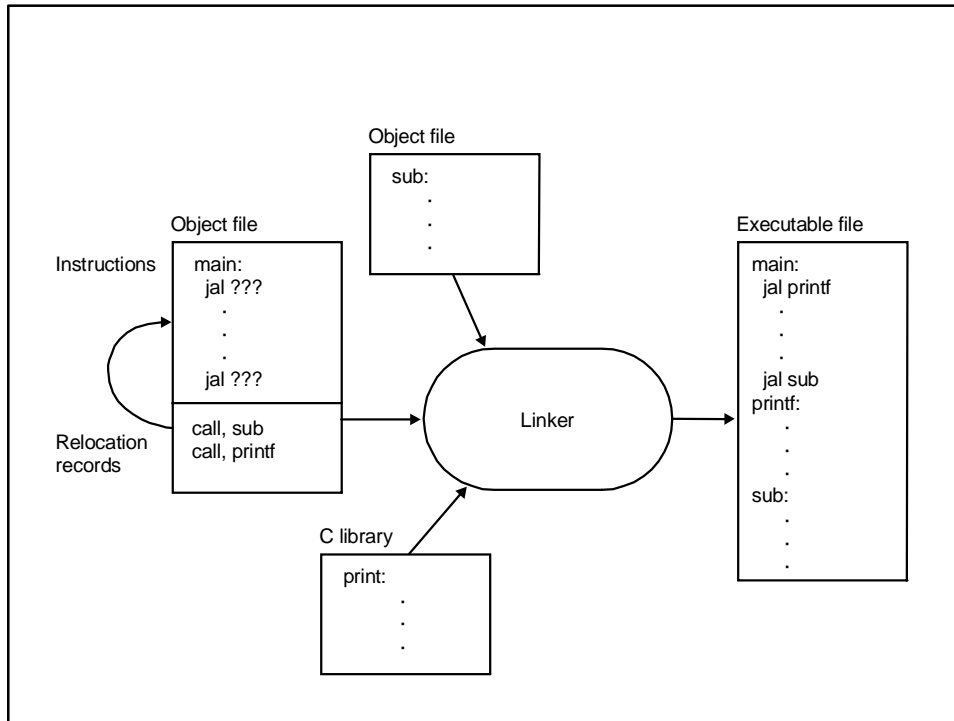 Object file
sub:
.
.
.
Object file
Instructions
main:
jal ???
.
.
.
jal ???
Relocation
records
call, sub
call, printf
Linker
C library
print:
.
.
.
Executable file
main:
jal printf
.
.
.
jal sub
printf:
.
.
.
sub:
.
.
.